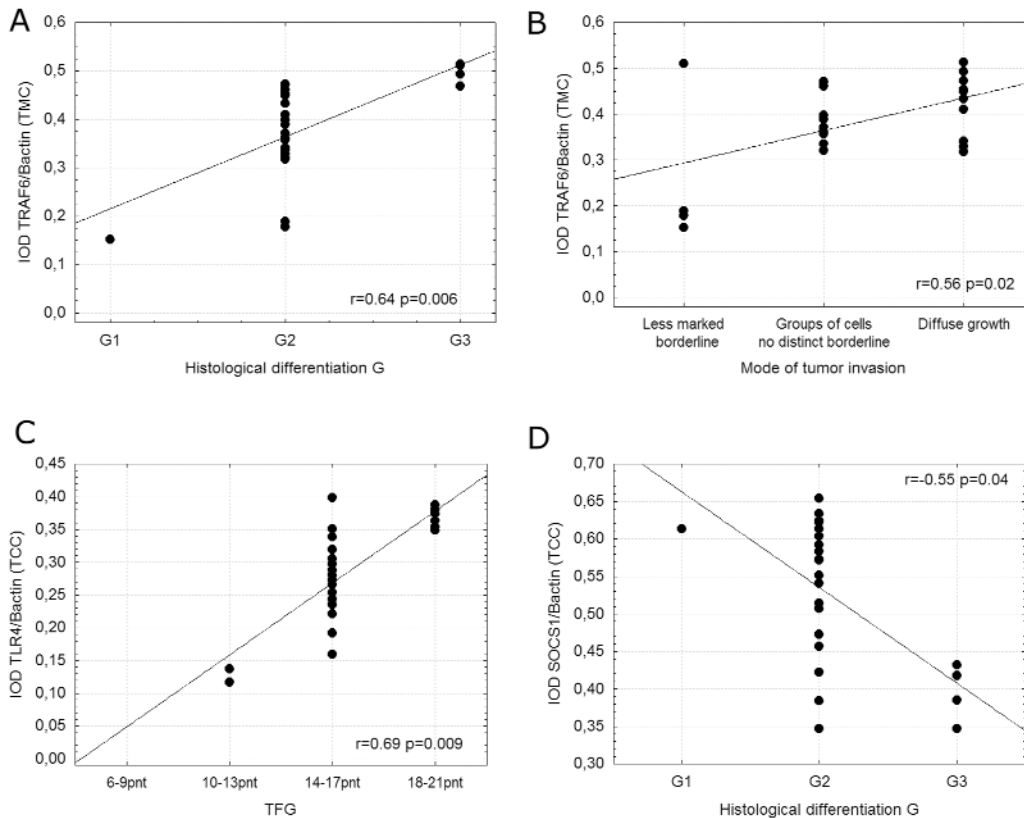 A
IOD TRAF6/Bactin (TMC)
0,6
0,5
0,4
0,3
0,2
0,1
0,0
r=0.64 p=0.006
G1 G2 G3
Histological differentiation G
B
IOD TRAF6/Bactin (TMC)
0,6
0,5
0,4
0,3
0,2
0,1
0,0
r=0.56 p=0.02
Less marked Groups of cells Diffuse growth
borderline no distinct borderline
Mode of tumor invasion
C
IOD TLR4/Bactin (TCC)
0,45
0,40
0,35
0,30
0,25
0,20
0,15
0,10
0,05
0,00
r=0.69 p=0.009
6-9pnt 10-13pnt 14-17pnt 18-21pnt
TFG
D
IOD SOCS1/Bactin (TCC)
0,70
0,65
0,60
0,55
0,50
0,45
0,40
0,35
0,30
r=-0.55 p=0.04
G1 G2 G3
Histological differentiation G